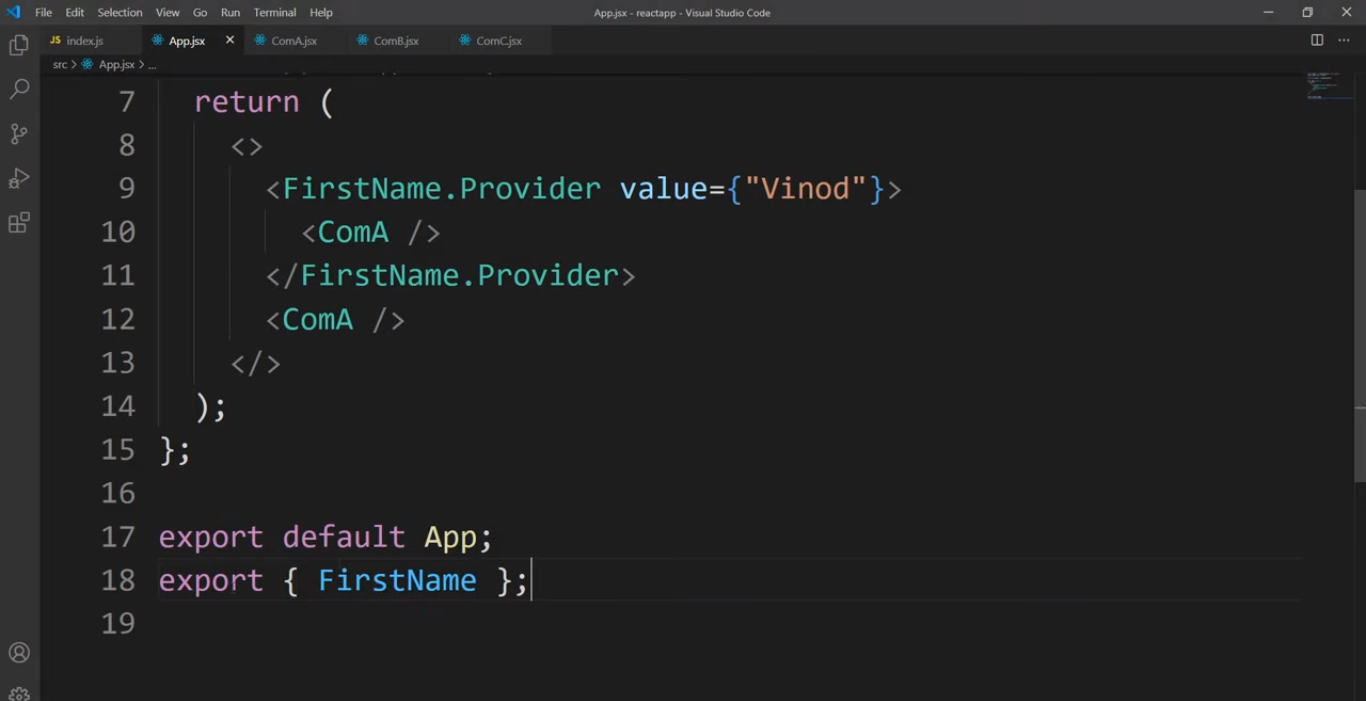 File Edit Selection View Go Run Terminal Help App.jsx - reactapp - Visual Studio Code
JS index.js App.jsx ComA.jsx ComB.jsx ComC.jsx
src > App.jsx > ...
7 return (
8 <>
9 <FirstName.Provider value={"Vinod"}>
10 <ComA />
11 </FirstName.Provider>
12 <ComA />
13 </>
14 );
15 };
16
17 export default App;
18 export { FirstName };
19